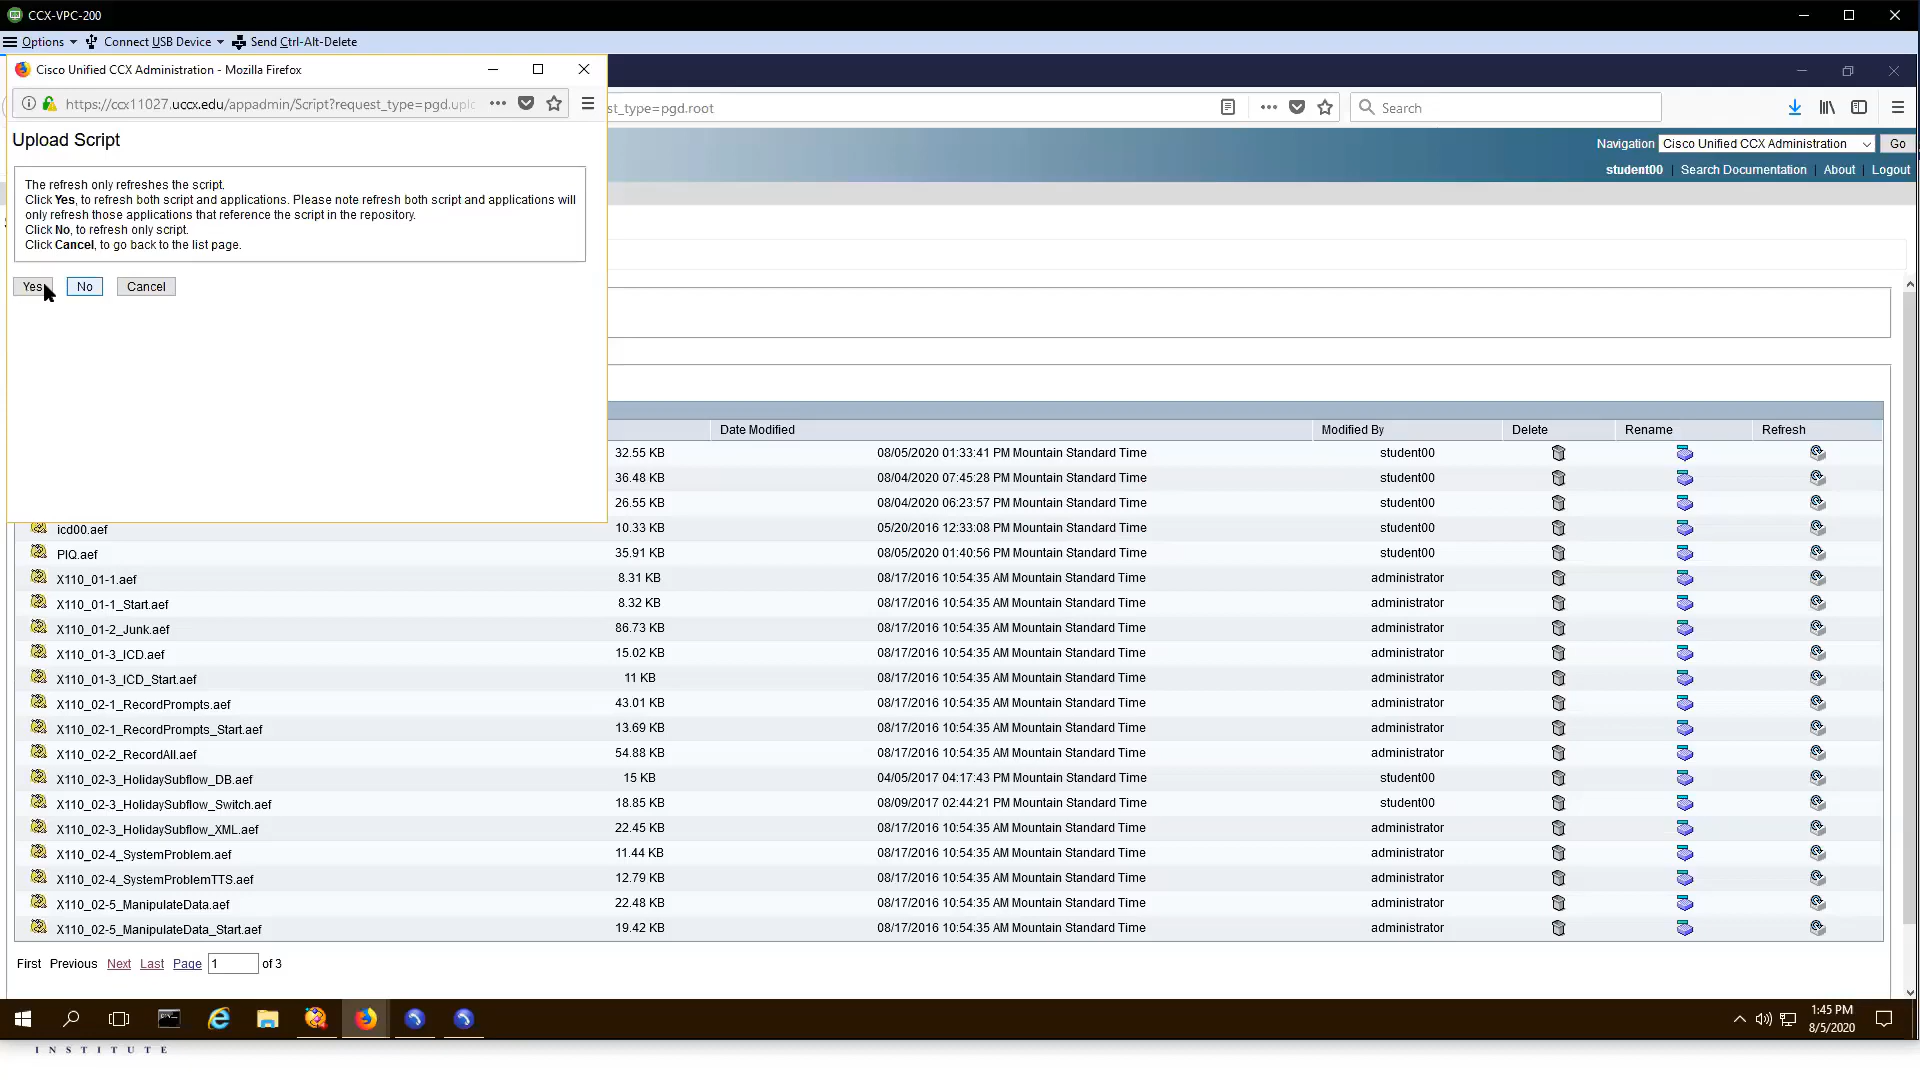 CCX-VPC-200
Options Connect USB Device Send Ctrl-Alt-Delete
Cisco Unified CCX Administration - Mozilla Firefox
https://ccx11027.uccx.edu/appadmin/Script?request_type=pgd.uplo
st_type=pgd.root
Search
Upload Script
Navigation Cisco Unified CCX Administration Go
student00 | Search Documentation | About | Logout
The refresh only refreshes the script.
Click Yes, to refresh both script and applications. Please note refresh both script and applications will
only refresh those applications that reference the script in the repository.
Click No, to refresh only script.
Click Cancel, to go back to the list page.
Yes No Cancel
Date Modified Modified By Delete Rename Refresh
32.55 KB 08/05/2020 01:33:41 PM Mountain Standard Time student00
36.48 KB 08/04/2020 07:45:28 PM Mountain Standard Time student00
26.55 KB 08/04/2020 06:23:57 PM Mountain Standard Time student00
icd00.aef 10.33 KB 05/20/2016 12:33:08 PM Mountain Standard Time student00
PIQ.aef 35.91 KB 08/05/2020 01:40:56 PM Mountain Standard Time student00
X110_01-1.aef 8.31 KB 08/17/2016 10:54:35 AM Mountain Standard Time administrator
X110_01-1_Start.aef 8.32 KB 08/17/2016 10:54:35 AM Mountain Standard Time administrator
X110_01-2_Junk.aef 86.73 KB 08/17/2016 10:54:35 AM Mountain Standard Time administrator
X110_01-3_ICD.aef 15.02 KB 08/17/2016 10:54:35 AM Mountain Standard Time administrator
X110_01-3_ICD_Start.aef 11 KB 08/17/2016 10:54:35 AM Mountain Standard Time administrator
X110_02-1_RecordPrompts.aef 43.01 KB 08/17/2016 10:54:35 AM Mountain Standard Time administrator
X110_02-1_RecordPrompts_Start.aef 13.69 KB 08/17/2016 10:54:35 AM Mountain Standard Time administrator
X110_02-2_RecordAll.aef 54.88 KB 08/17/2016 10:54:35 AM Mountain Standard Time administrator
X110_02-3_HolidaySubflow_DB.aef 15 KB 04/05/2017 04:17:43 PM Mountain Standard Time student00
X110_02-3_HolidaySubflow_Switch.aef 18.85 KB 08/09/2017 02:44:21 PM Mountain Standard Time student00
X110_02-3_HolidaySubflow_XML.aef 22.45 KB 08/17/2016 10:54:35 AM Mountain Standard Time administrator
X110_02-4_SystemProblem.aef 11.44 KB 08/17/2016 10:54:35 AM Mountain Standard Time administrator
X110_02-4_SystemProblemTTS.aef 12.79 KB 08/17/2016 10:54:35 AM Mountain Standard Time administrator
X110_02-5_ManipulateData.aef 22.48 KB 08/17/2016 10:54:35 AM Mountain Standard Time administrator
X110_02-5_ManipulateData_Start.aef 19.42 KB 08/17/2016 10:54:35 AM Mountain Standard Time administrator
First Previous Next Last Page 1 of 3
1:45 PM
8/5/2020
INSTITUTE